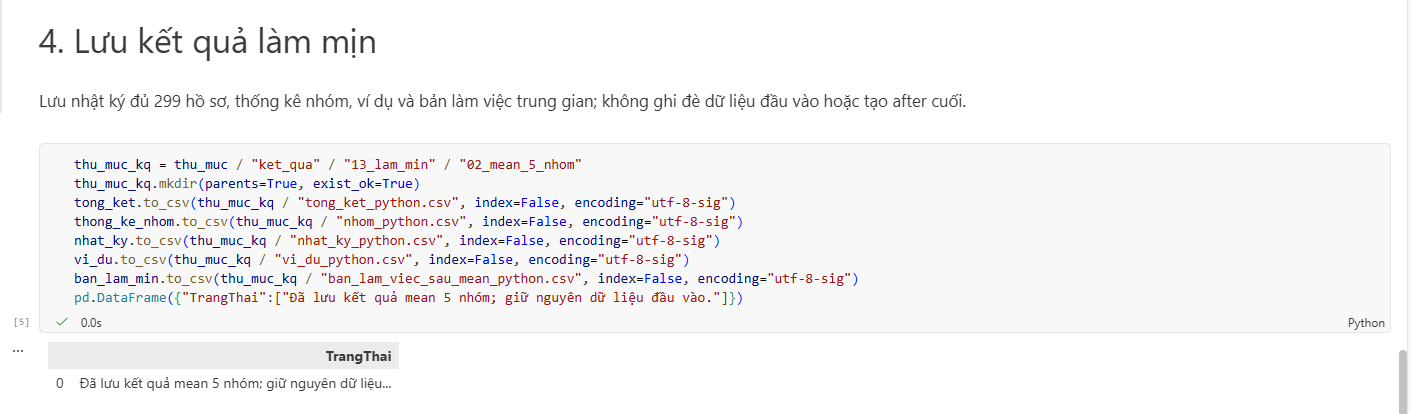 4. Lưu kết quả làm mịn
Lưu nhật ký đủ 299 hồ sơ, thống kê nhóm, ví dụ và bản làm việc trung gian; không ghi đè dữ liệu đầu vào hoặc tạo after cuối.
thu_muc_kq = thu_muc / "ket_qua" / "13_lam_min" / "02_mean_5_nhom"
thu_muc_kq.mkdir(parents=True, exist_ok=True)
tong_ket.to_csv(thu_muc_kq / "tong_ket_python.csv", index=False, encoding="utf-8-sig")
thong_ke_nhom.to_csv(thu_muc_kq / "nhom_python.csv", index=False, encoding="utf-8-sig")
nhat_ky.to_csv(thu_muc_kq / "nhat_ky_python.csv", index=False, encoding="utf-8-sig")
vi_du.to_csv(thu_muc_kq / "vi_du_python.csv", index=False, encoding="utf-8-sig")
ban_lam_min.to_csv(thu_muc_kq / "ban_lam_viec_sau_mean_python.csv", index=False, encoding="utf-8-sig")
pd.DataFrame({"TrangThai":["Đã lưu kết quả mean 5 nhóm; giữ nguyên dữ liệu đầu vào."]})
[5] 0.0s Python
...
TrangThai
0 Đã lưu kết quả mean 5 nhóm; giữ nguyên dữ liệu...